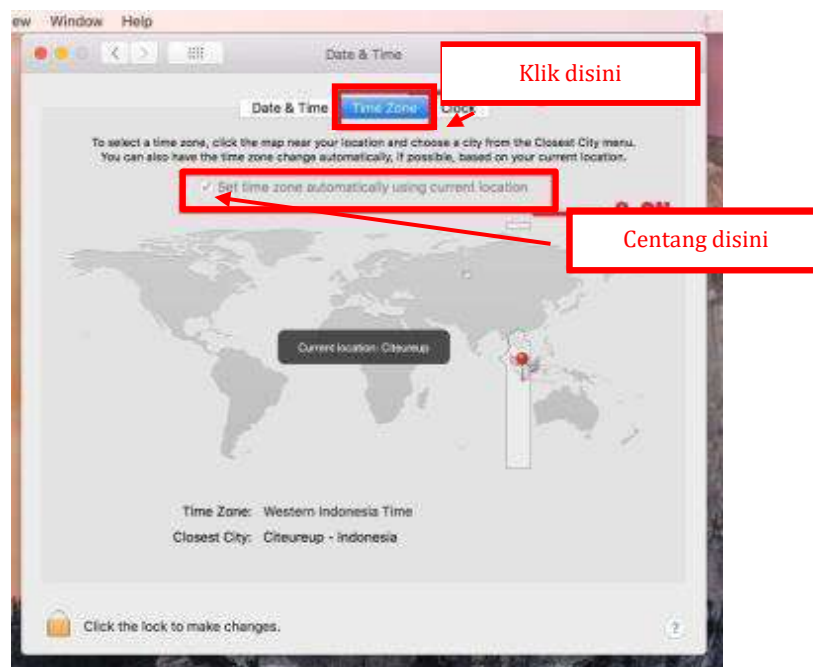 ew Window Help
Date & Time
Klik disini
Date & Time Time Zone Clock
To select a time zone, click the map near your location and choose a city from the Closest City menu.
You can also have the time zone change automatically, if possible, based on your current location.
✓ Set time zone automatically using current location
Centang disini
Current location: Citeureup
Time Zone: Western Indonesia Time
Closest City: Citeureup - Indonesia
Click the lock to make changes.
?